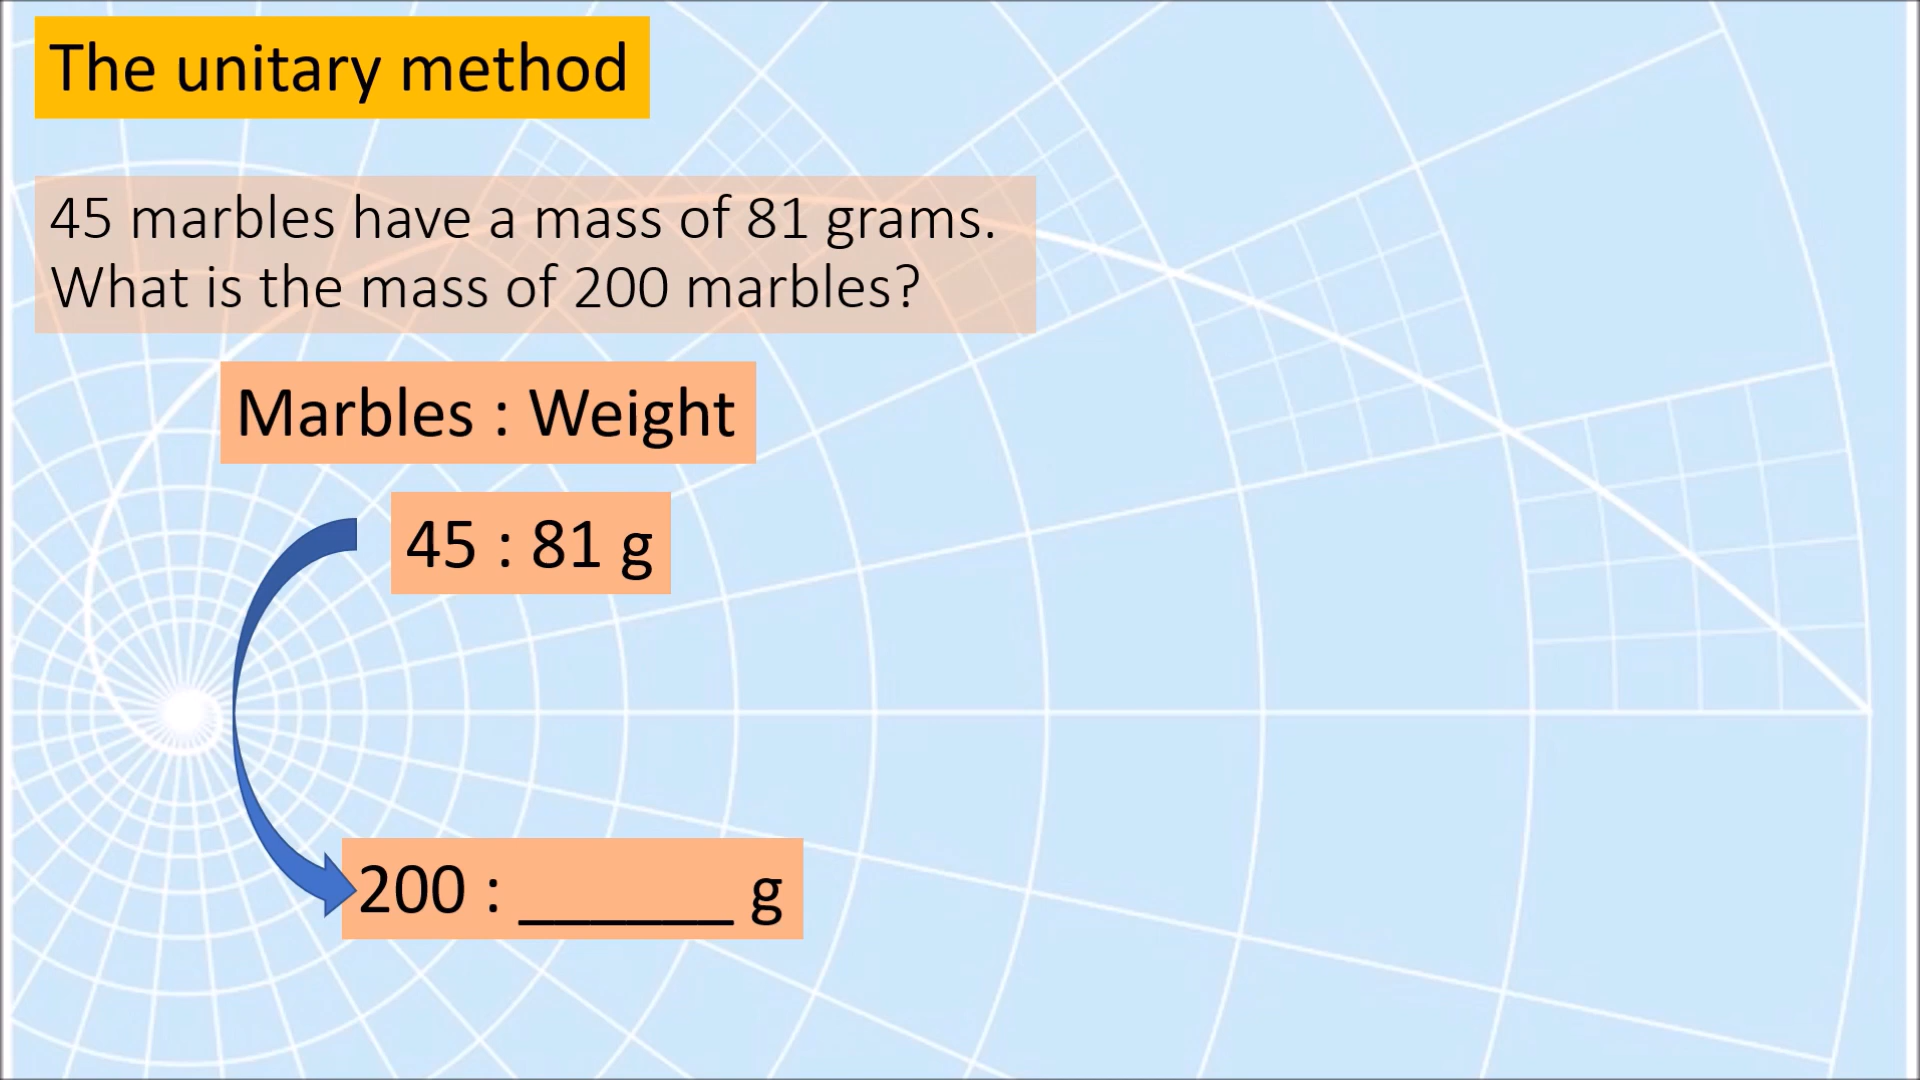 The unitary method
45 marbles have a mass of 81 grams.
What is the mass of 200 marbles?
Marbles : Weight
45 : 81 g
200 : ______ g